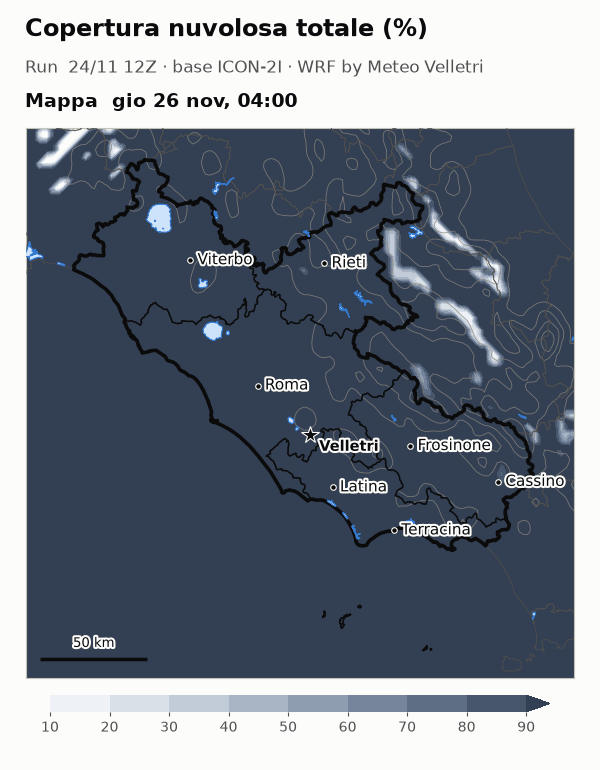 Copertura nuvolosa totale (%)
Run  24/11 12Z · base ICON-2I · WRF by Meteo Velletri
Mappa  gio 26 nov, 04:00
Viterbo
Rieti
Roma
Velletri
Frosinone
Cassino
Latina
Terracina
50 km
10 20 30 40 50 60 70 80 90